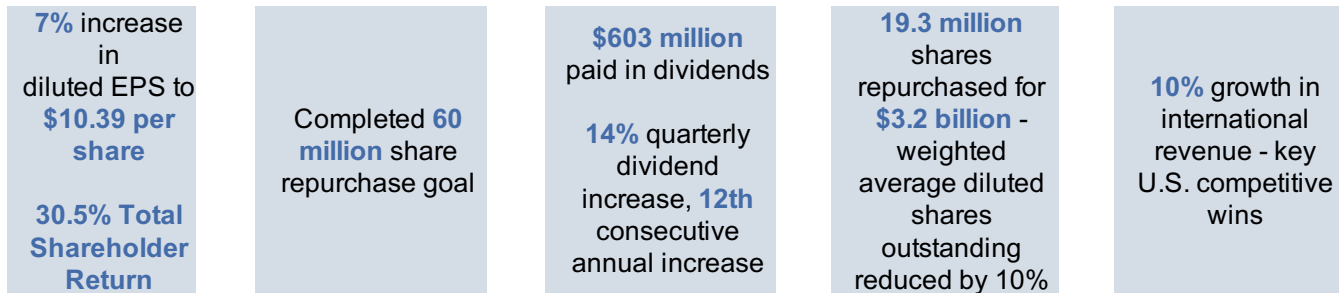 7% increase
in
diluted EPS to
$10.39 per
share
30.5% Total
Shareholder
Return
Completed 60
million share
repurchase goal
$603 million
paid in dividends
14% quarterly
dividend
increase, 12th
consecutive
annual increase
19.3 million
shares
repurchased for
$3.2 billion -
weighted
average diluted
shares
outstanding
reduced by 10%
10% growth in
international
revenue - key
U.S. competitive
wins